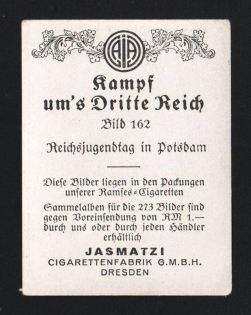 AJA
Kampf
um's Dritte Reich
Bild 162
Reichsjugendtag in Potsdam
Diese Bilder liegen in den Packungen
unserer Ramses-Cigaretten
Sammelalben für die 273 Bilder sind
gegen Voreinsendung von RM 1.—
durch uns oder durch jeden Händler
erhältlich
JASMATZI
CIGARETTENFABRIK G.M.B.H.
DRESDEN